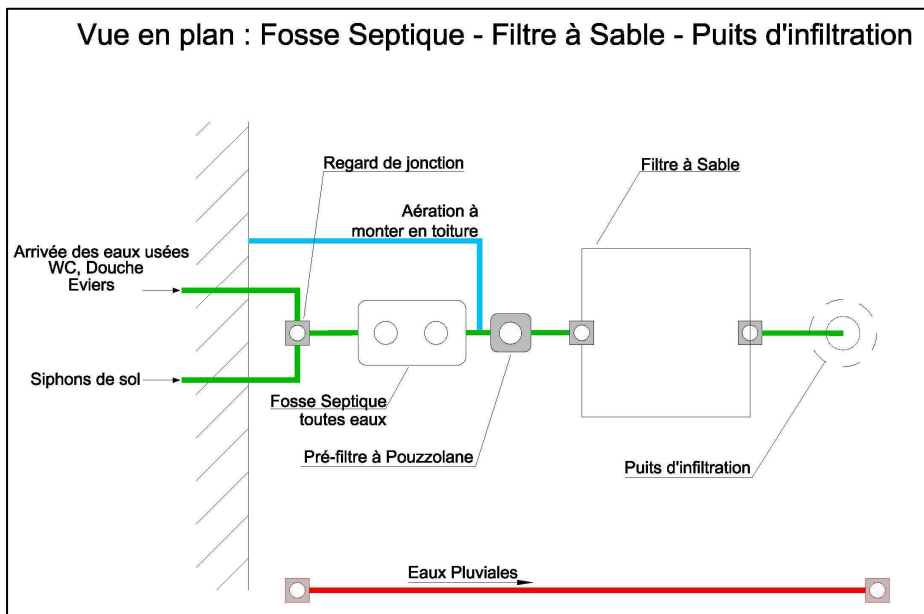 Vue en plan : Fosse Septique - Filtre à Sable - Puits d'infiltration
Regard de jonction
Filtre à Sable
Aération à
monter en toiture
Arrivée des eaux usées
WC, Douche
Eviers
Siphons de sol
Fosse Septique
toutes eaux
Pré-filtre à Pouzzolane
Puits d'infiltration
Eaux Pluviales